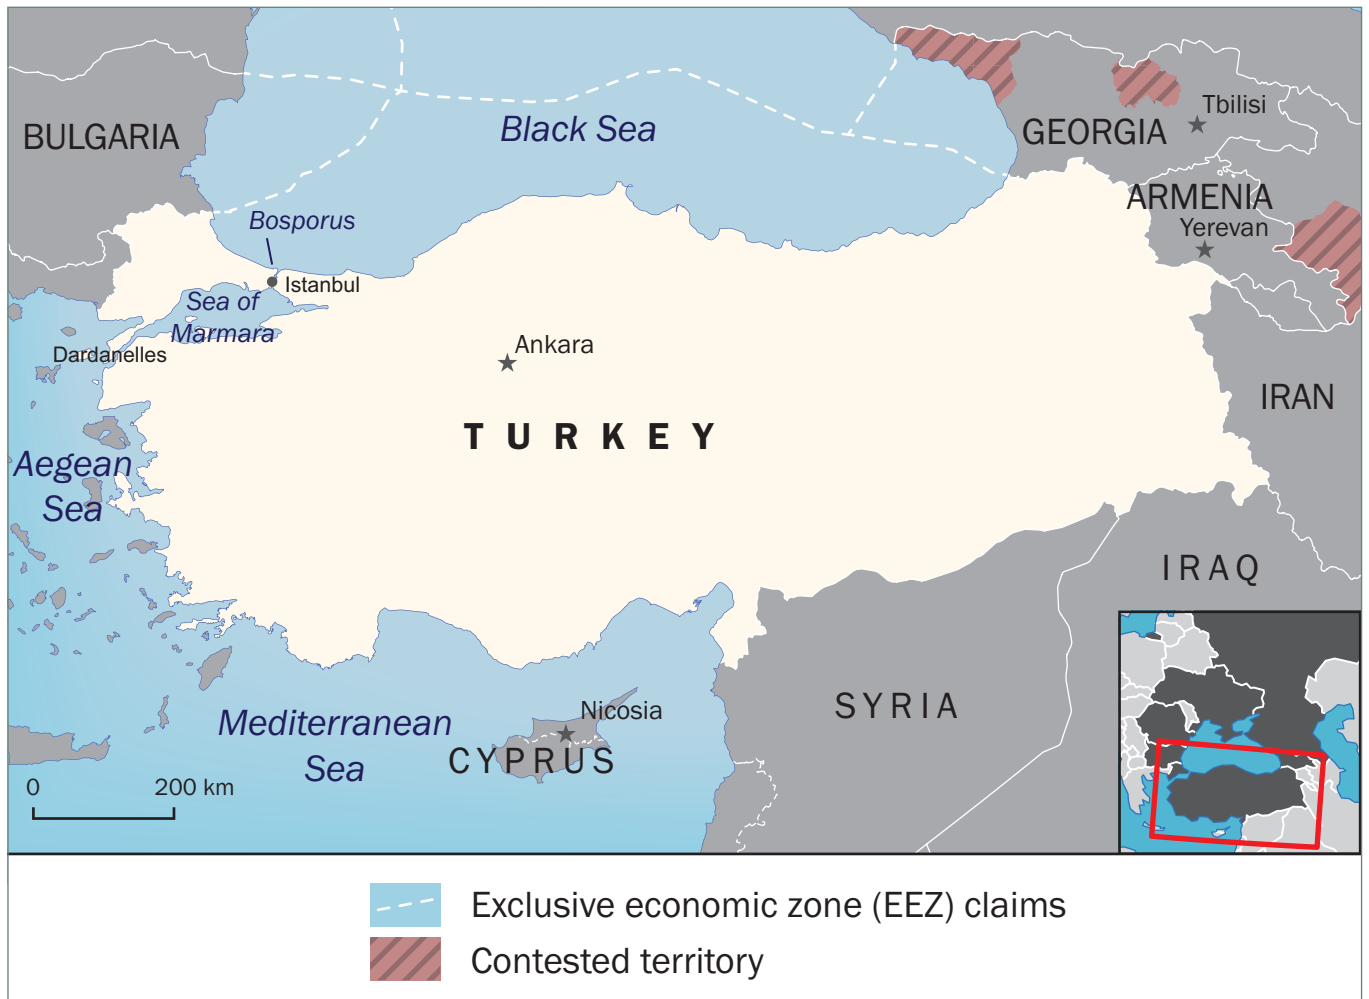 BULGARIA
Black Sea
GEORGIA
Tbilisi
ARMENIA
Yerevan
Bosporus
Istanbul
Sea of
Marmara
Dardanelles
Ankara
TURKEY
IRAN
Aegean
Sea
IRAQ
SYRIA
Nicosia
CYPRUS
Mediterranean
Sea
0 200 km
Exclusive economic zone (EEZ) claims
Contested territory